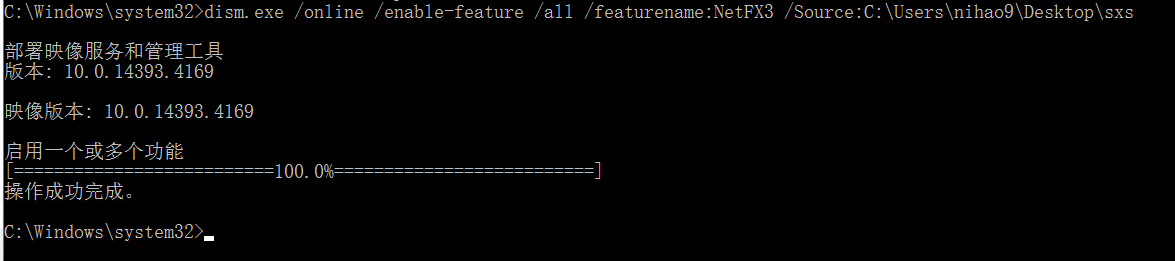 C:\Windows\system32>dism.exe /online /enable-feature /all /featurename:NetFX3 /Source:C:\Users\nihao9\Desktop\sxs
部署映像服务和管理工具
版本: 10.0.14393.4169
映像版本: 10.0.14393.4169
启用一个或多个功能
[==========================100.0%==========================]
操作成功完成。
C:\Windows\system32>